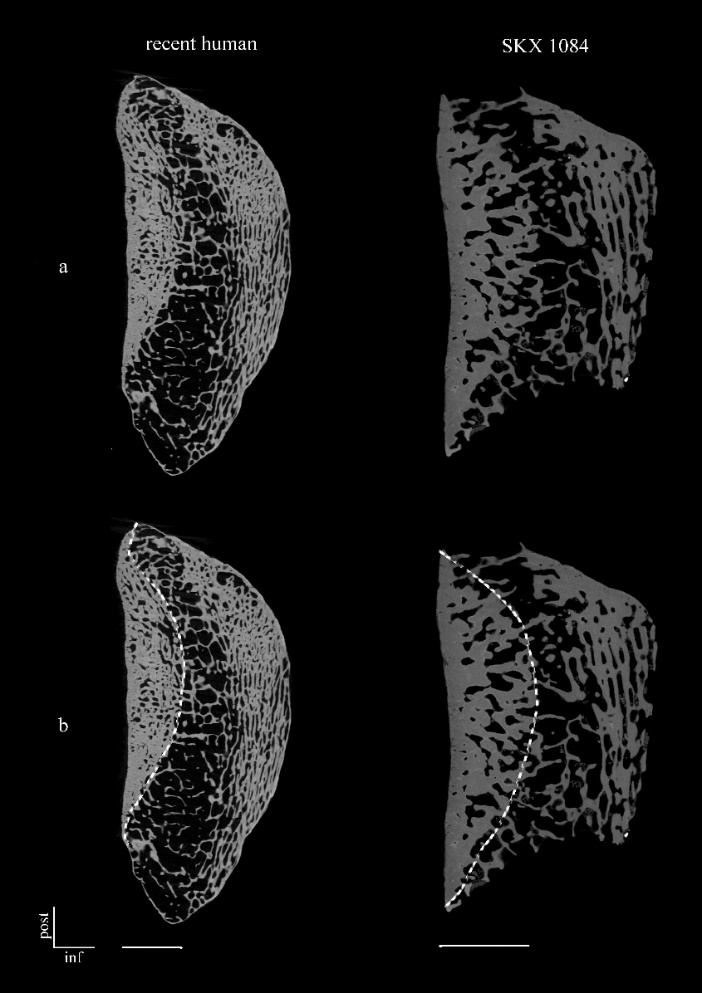 recent human
SKX 1084
a
b
post
inf